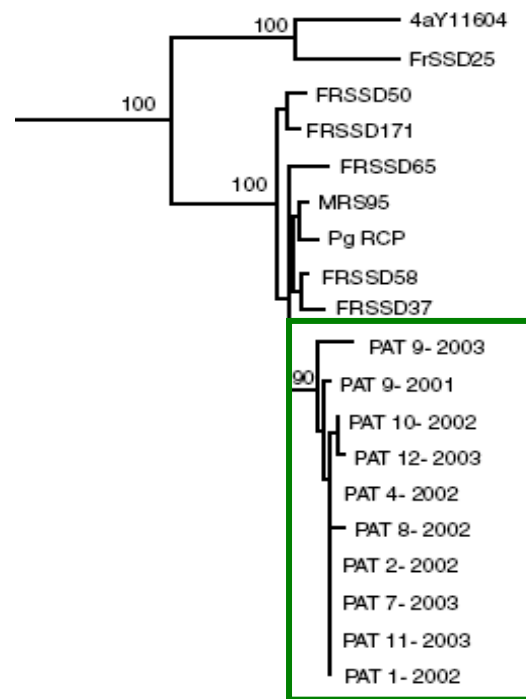 4aY11604
100
FrSSD25
FRSSD50
100
FRSSD171
FRSSD65
100
MRS95
Pg RCP
FRSSD58
FRSSD37
PAT 9- 2003
90
PAT 9- 2001
PAT 10- 2002
PAT 12- 2003
PAT 4- 2002
PAT 8- 2002
PAT 2- 2002
PAT 7- 2003
PAT 11- 2003
PAT 1- 2002